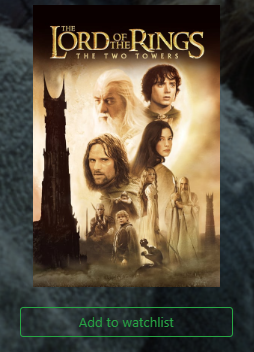 THE
LORD OF THE RINGS
THE TWO TOWERS
Add to watchlist